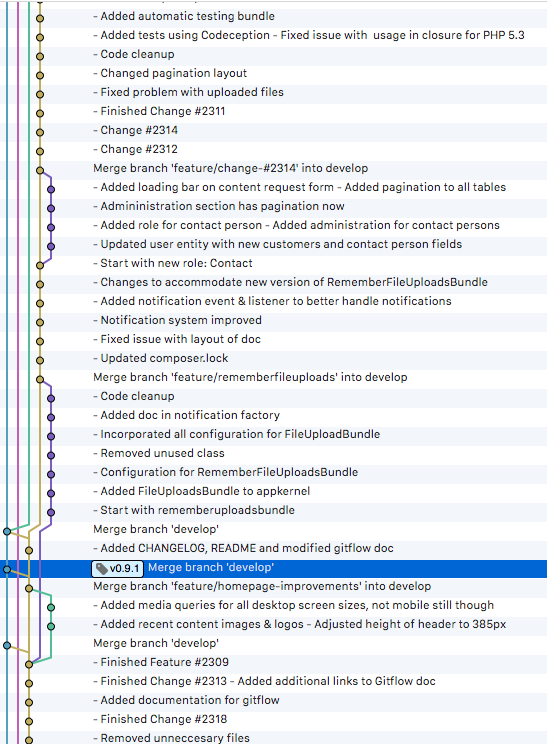 - Added automatic testing bundle
- Added tests using Codeception - Fixed issue with  usage in closure for PHP 5.3
- Code cleanup
- Changed pagination layout
- Fixed problem with uploaded files
- Finished Change #2311
- Change #2314
- Change #2312
Merge branch 'feature/change-#2314' into develop
- Added loading bar on content request form - Added pagination to all tables
- Admininistration section has pagination now
- Added role for contact person - Added administration for contact persons
- Updated user entity with new customers and contact person fields
- Start with new role: Contact
- Changes to accommodate new version of RememberFileUploadsBundle
- Added notification event & listener to better handle notifications
- Notification system improved
- Fixed issue with layout of doc
- Updated composer.lock
Merge branch 'feature/rememberfileuploads' into develop
- Code cleanup
- Added doc in notification factory
- Incorporated all configuration for FileUploadBundle
- Removed unused class
- Configuration for RememberFileUploadsBundle
- Added FileUploadsBundle to appkernel
- Start with rememberuploadsbundle
Merge branch 'develop'
- Added CHANGELOG, README and modified gitflow doc
v0.9.1 Merge branch 'develop'
Merge branch 'feature/homepage-improvements' into develop
- Added media queries for all desktop screen sizes, not mobile still though
- Added recent content images & logos - Adjusted height of header to 385px
Merge branch 'develop'
- Finished Feature #2309
- Finished Change #2313 - Added additional links to Gitflow doc
- Added documentation for gitflow
- Finished Change #2318
- Removed unneccesary files